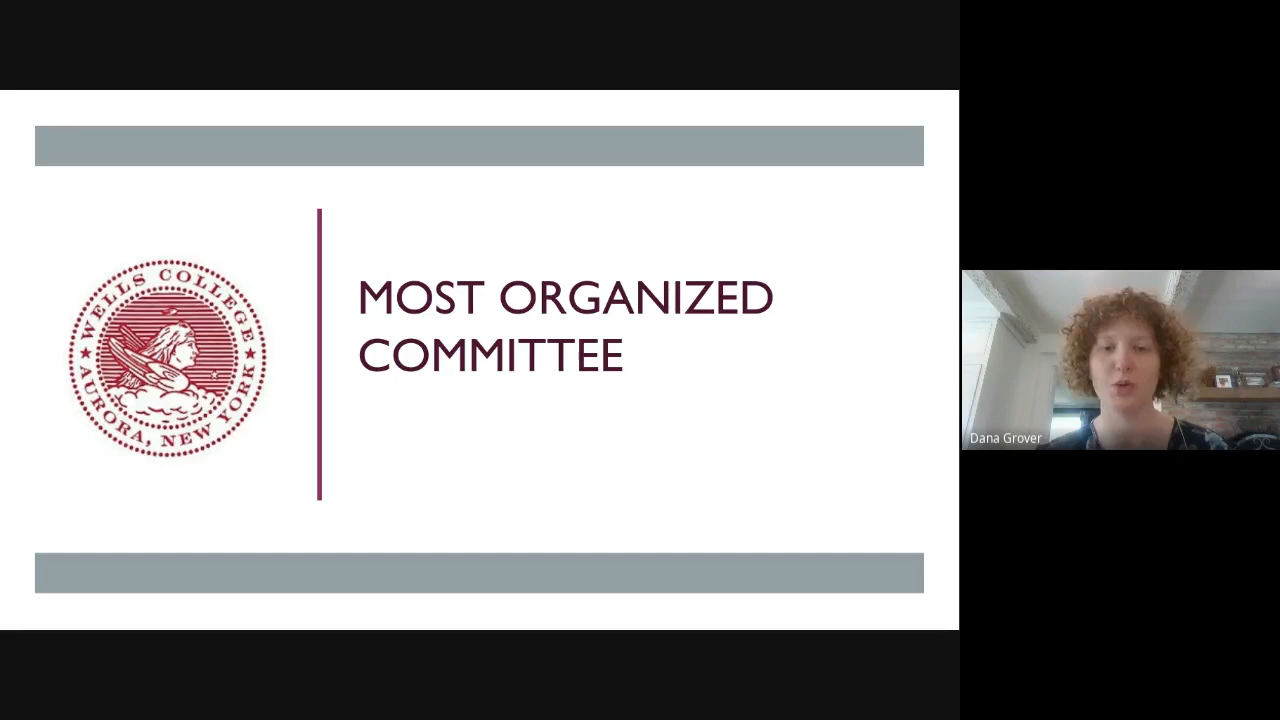 WELLS COLLEGE
AURORA, NEW YORK
MOST ORGANIZED
COMMITTEE
Dana Grover